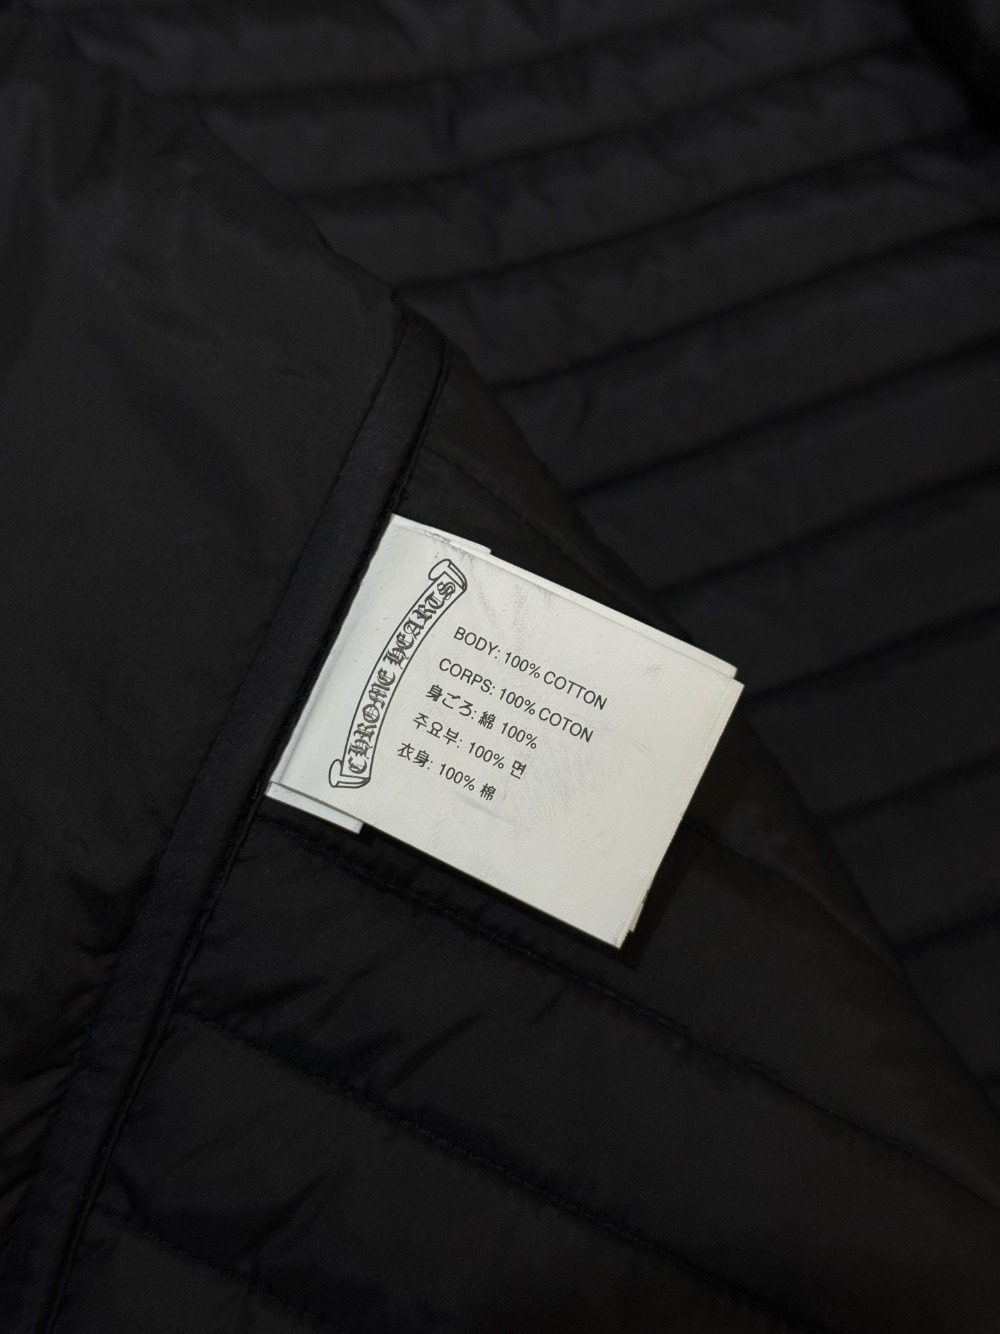 CHROME HEARTS
BODY: 100% COTTON
CORPS: 100% COTON
身ごろ: 綿 100%
주요부: 100% 면
衣身: 100% 棉